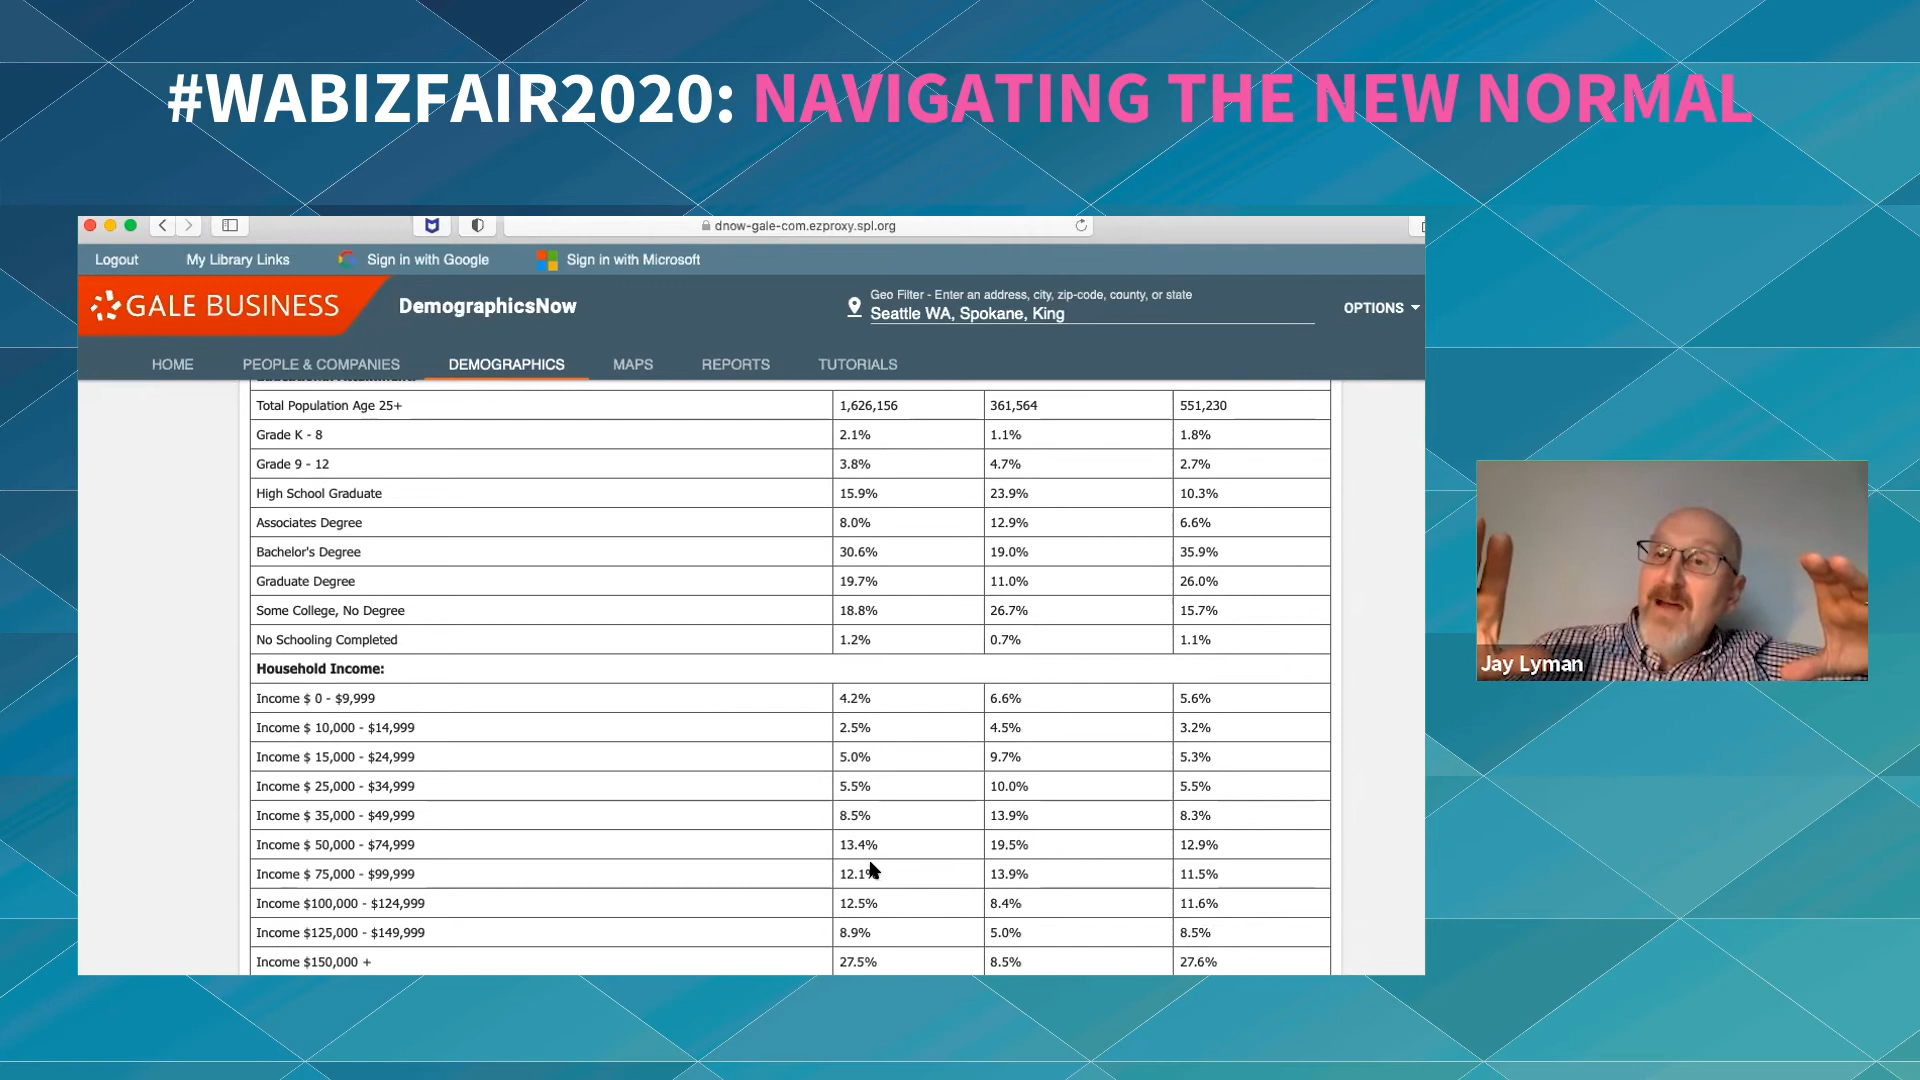 #WABIZFAIR2020: NAVIGATING THE NEW NORMAL
dnow-gale-com.ezproxy.spl.org
Logout My Library Links Sign in with Google Sign in with Microsoft
GALE BUSINESS DemographicsNow
Geo Filter - Enter an address, city, zip-code, county, or state
Seattle WA, Spokane, King
OPTIONS
HOME PEOPLE & COMPANIES DEMOGRAPHICS MAPS REPORTS TUTORIALS
Total Population Age 25+ 1,626,156 361,564 551,230
Grade K - 8 2.1% 1.1% 1.8%
Grade 9 - 12 3.8% 4.7% 2.7%
High School Graduate 15.9% 23.9% 10.3%
Associates Degree 8.0% 12.9% 6.6%
Bachelor's Degree 30.6% 19.0% 35.9%
Graduate Degree 19.7% 11.0% 26.0%
Some College, No Degree 18.8% 26.7% 15.7%
No Schooling Completed 1.2% 0.7% 1.1%
Household Income:
Income $ 0 - $9,999 4.2% 6.6% 5.6%
Income $ 10,000 - $14,999 2.5% 4.5% 3.2%
Income $ 15,000 - $24,999 5.0% 9.7% 5.3%
Income $ 25,000 - $34,999 5.5% 10.0% 5.5%
Income $ 35,000 - $49,999 8.5% 13.9% 8.3%
Income $ 50,000 - $74,999 13.4% 19.5% 12.9%
Income $ 75,000 - $99,999 12.1% 13.9% 11.5%
Income $100,000 - $124,999 12.5% 8.4% 11.6%
Income $125,000 - $149,999 8.9% 5.0% 8.5%
Income $150,000 + 27.5% 8.5% 27.6%
Jay Lyman